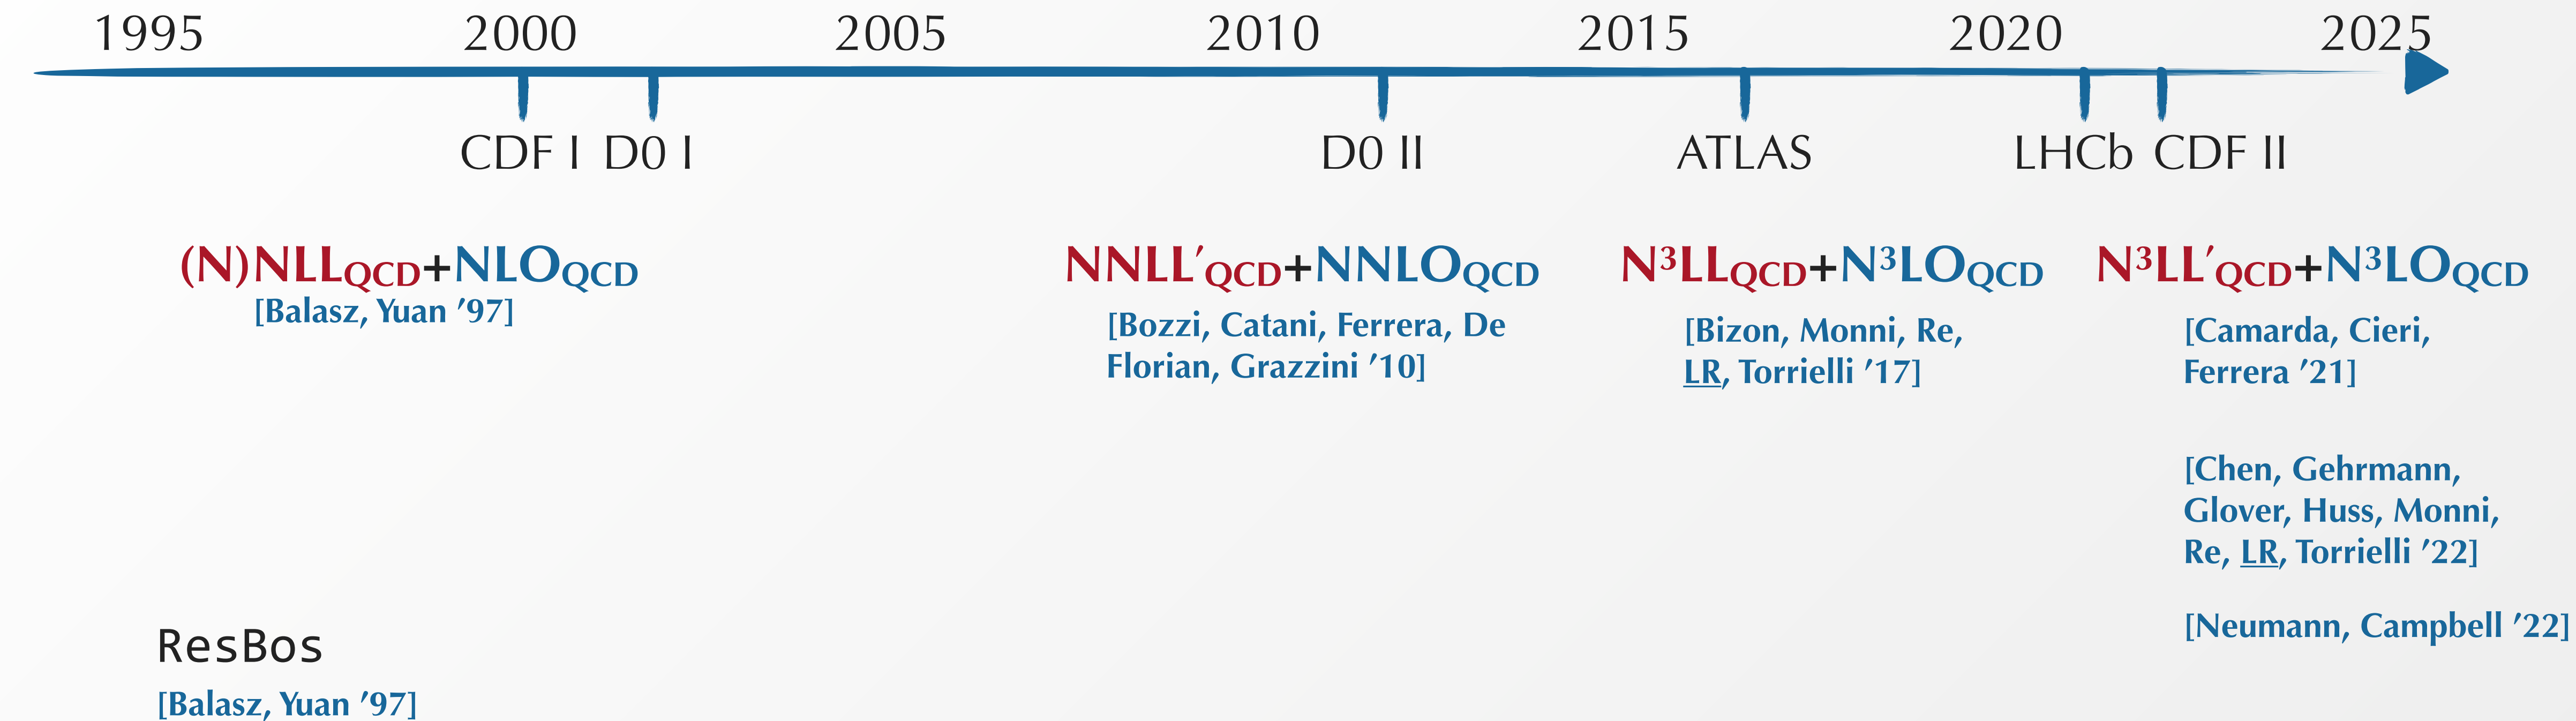 1995 2000 2005 2010 2015 2020 2025
CDF I D0 I D0 II ATLAS LHCb CDF II
(N)NLLQCD+NLOQCD
[Balasz, Yuan ’97]
NNLL′QCD+NNLOQCD
[Bozzi, Catani, Ferrera, De
Florian, Grazzini ’10]
N³LLQCD+N³LOQCD
[Bizon, Monni, Re,
LR, Torrielli ’17]
N³LL′QCD+N³LOQCD
[Camarda, Cieri,
Ferrera ’21]
[Chen, Gehrmann,
Glover, Huss, Monni,
Re, LR, Torrielli ’22]
[Neumann, Campbell ’22]
ResBos
[Balasz, Yuan ’97]